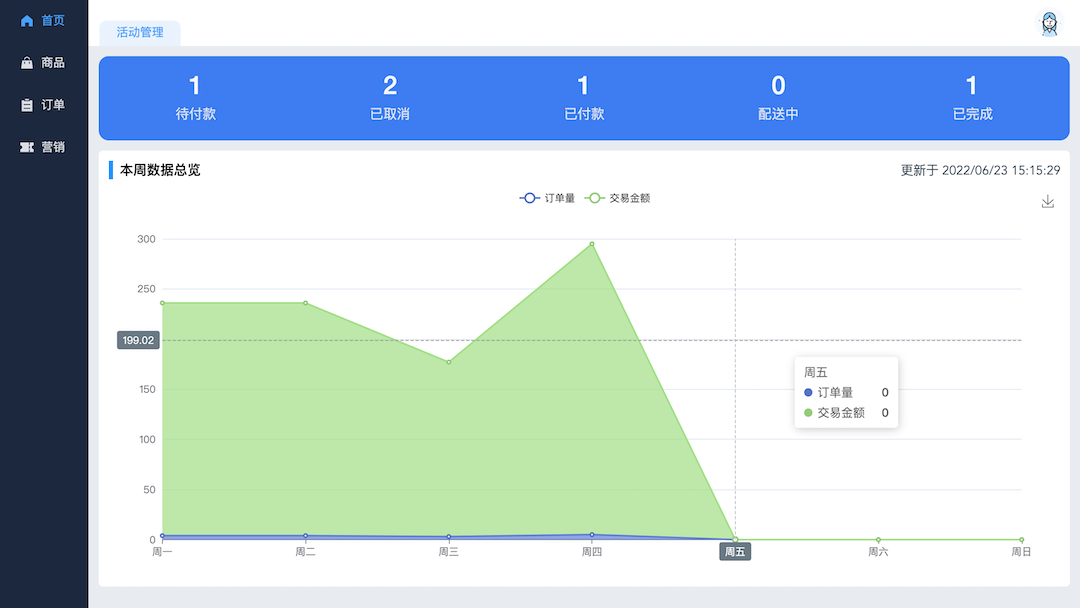 首页
商品
订单
营销
活动管理
1
待付款
2
已取消
1
已付款
0
配送中
1
已完成
本周数据总览
更新于 2022/06/23 15:15:29
订单量 交易金额
300
250
199.02
150
100
50
0
周五
订单量 0
交易金额 0
周一 周二 周三 周四 周五 周六 周日